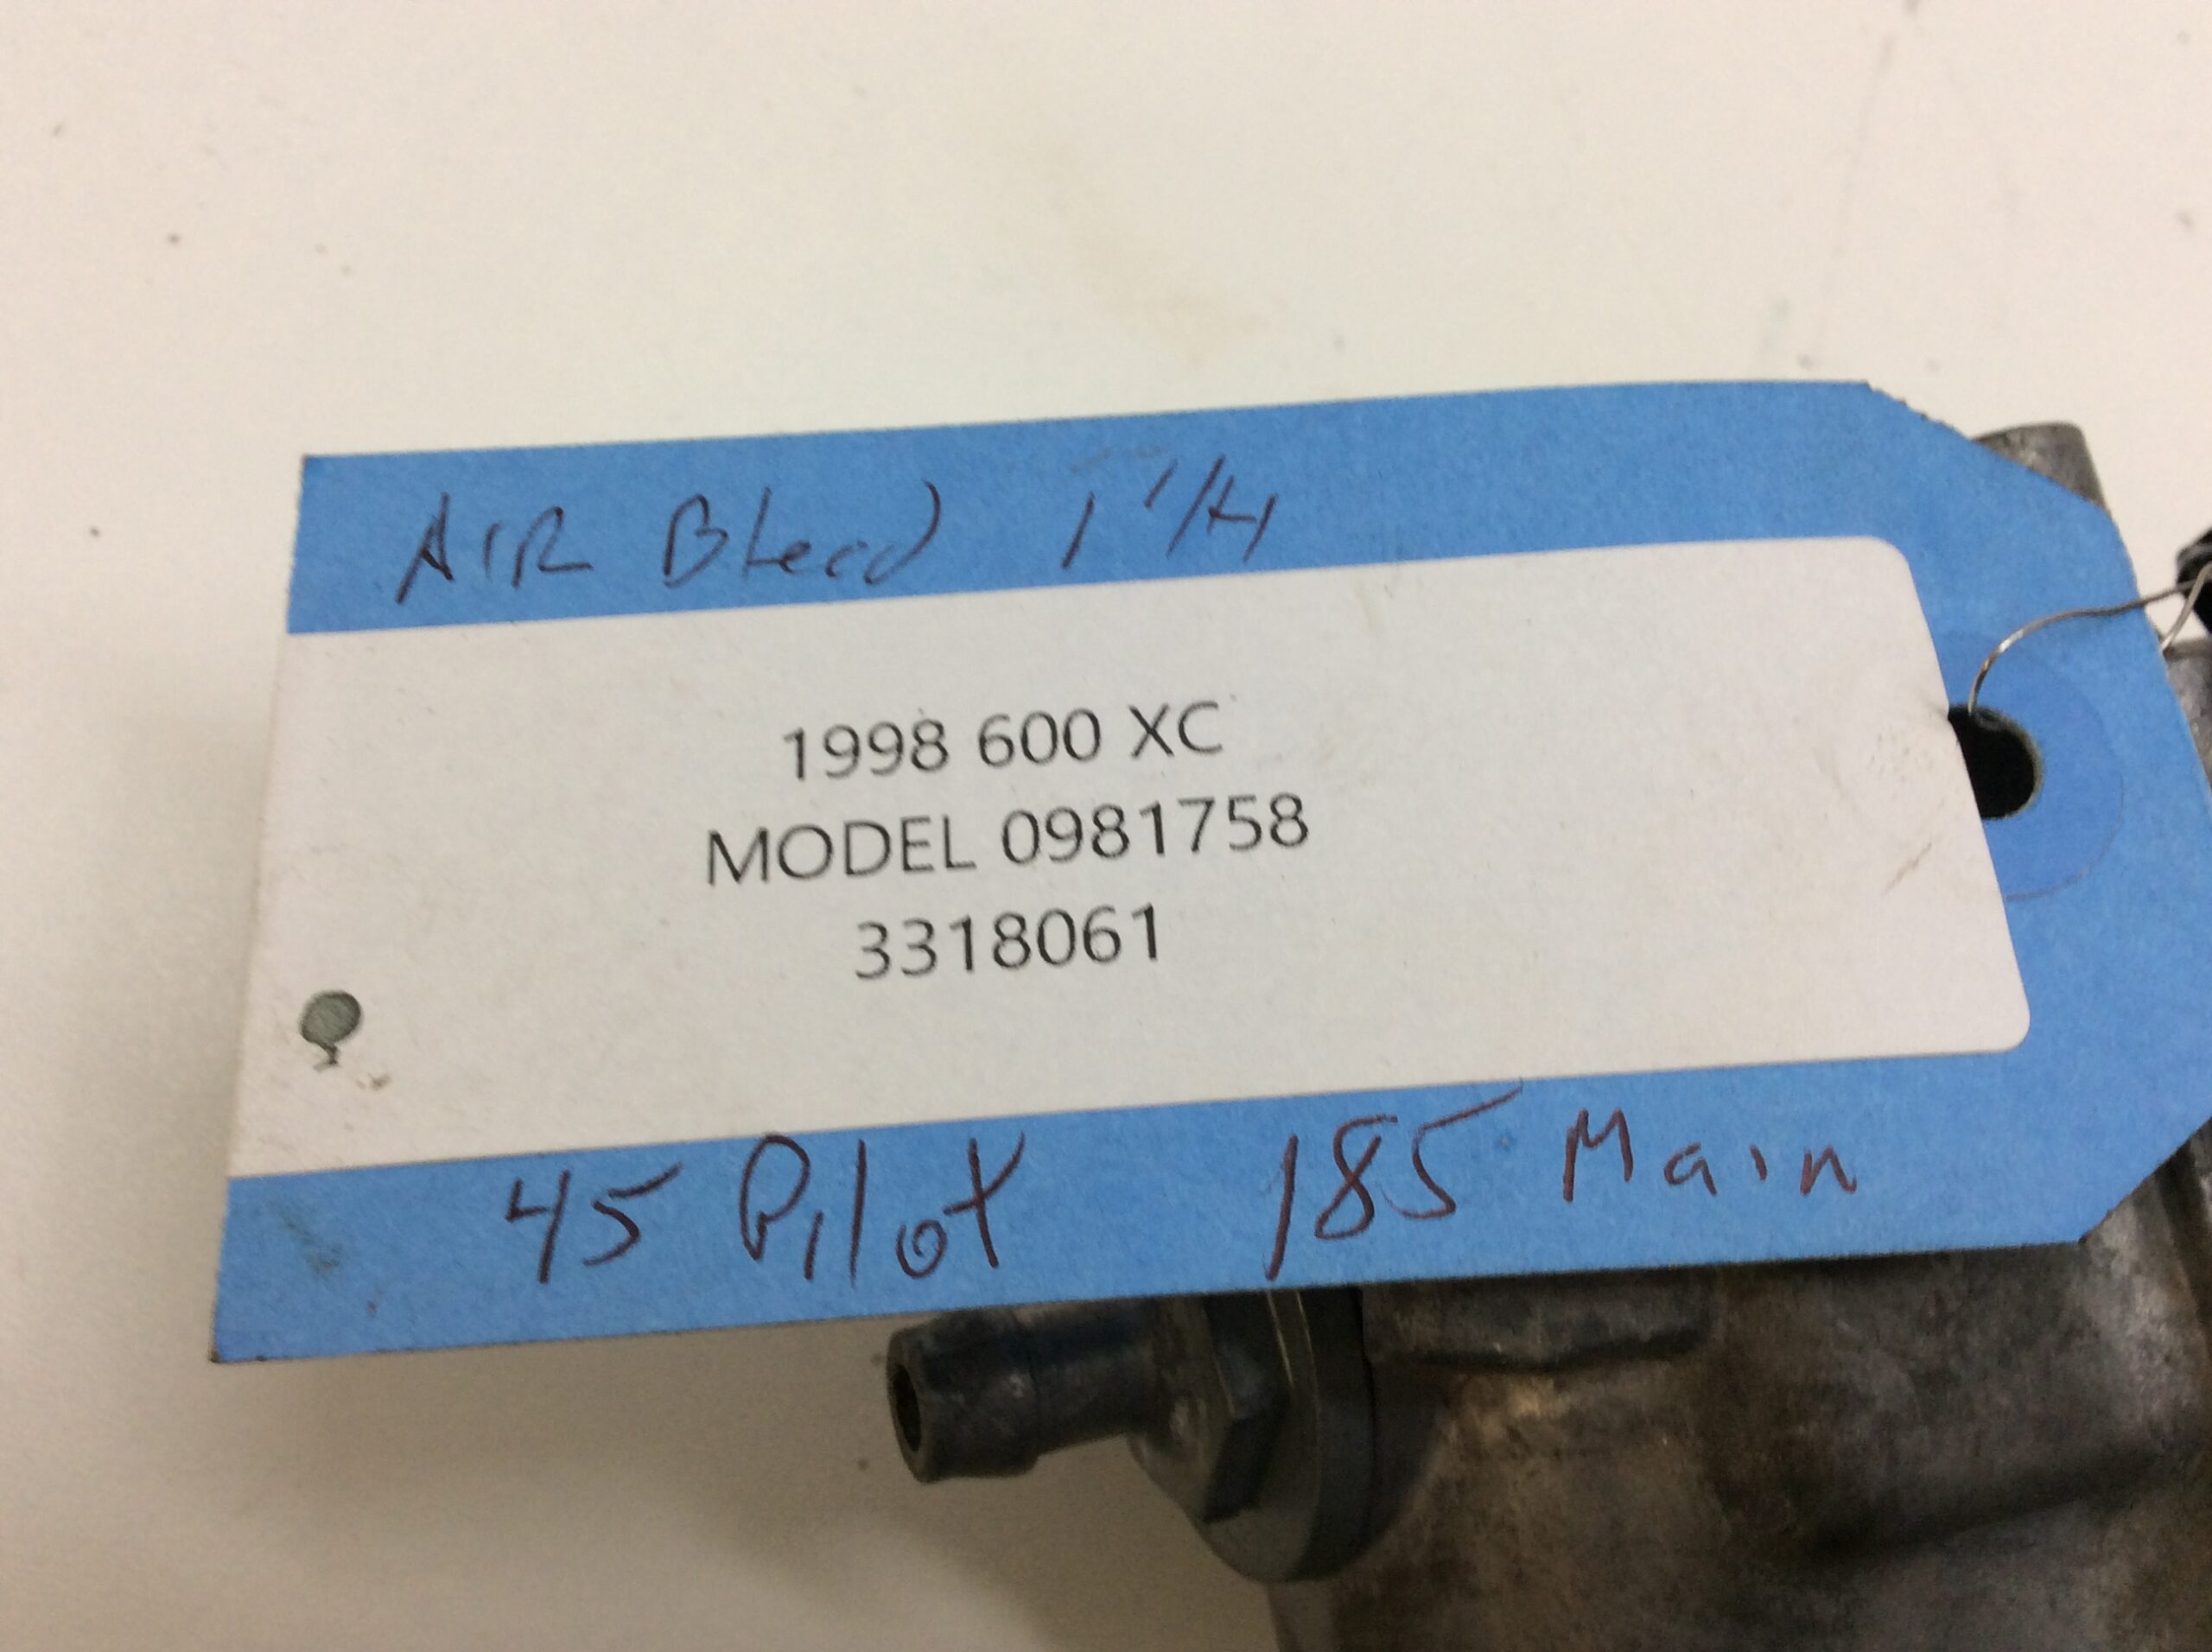 AIR Bleed 1 1/4
1998 600 XC
MODEL 0981758
3318061
45 Pilot 185 Main